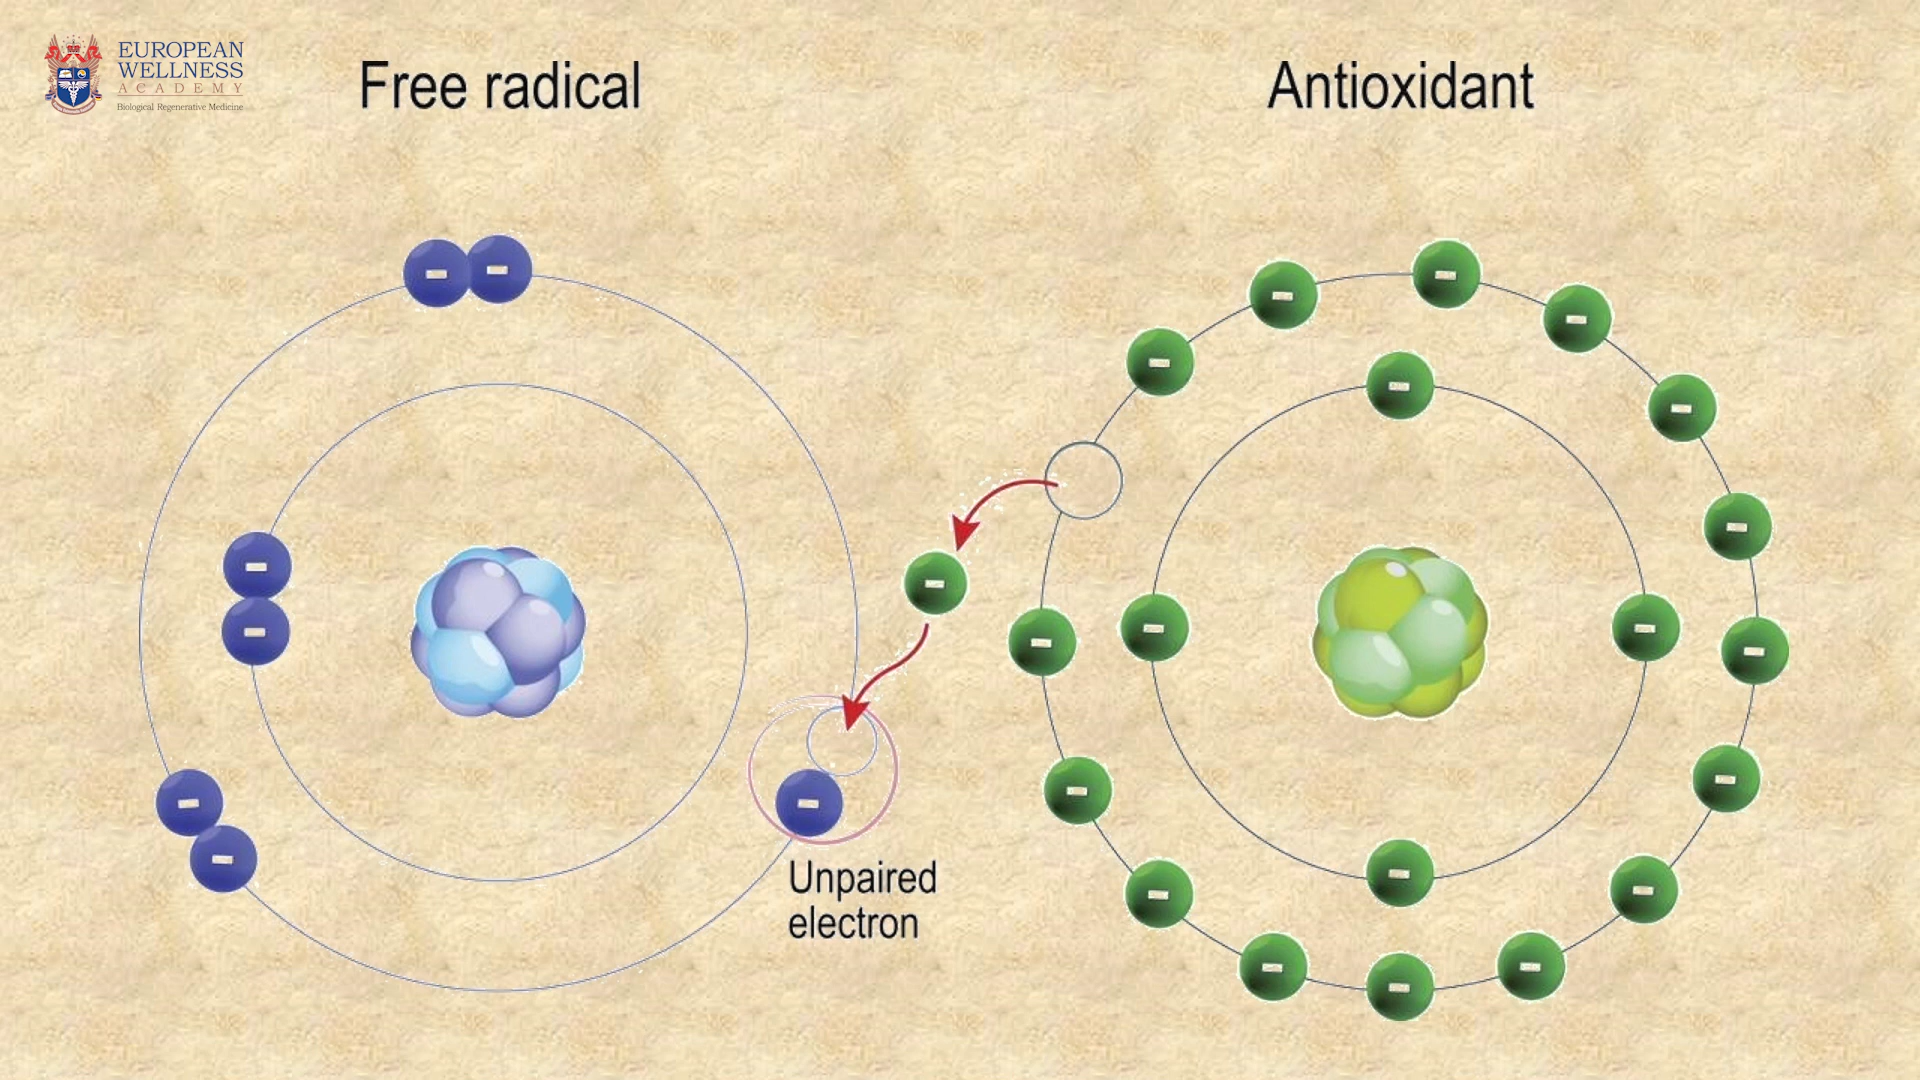 EUROPEAN
WELLNESS
ACADEMY
Biological Regenerative Medicine
Free radical
Antioxidant
Unpaired
electron